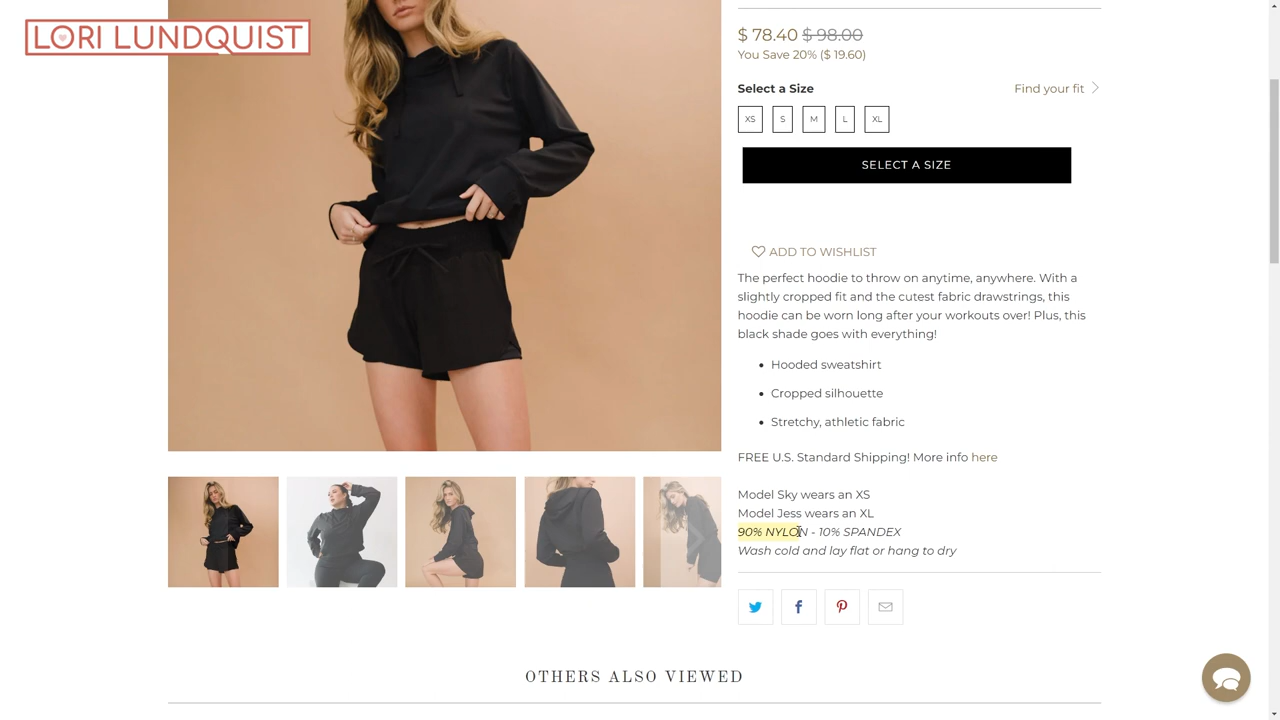 LORI LUNDQUIST
$ 78.40 $ 98.00
You Save 20% ($ 19.60)
Select a Size
Find your fit
XS S M L XL
SELECT A SIZE
ADD TO WISHLIST
The perfect hoodie to throw on anytime, anywhere. With a
slightly cropped fit and the cutest fabric drawstrings, this
hoodie can be worn long after your workouts over! Plus, this
black shade goes with everything!
Hooded sweatshirt
Cropped silhouette
Stretchy, athletic fabric
FREE U.S. Standard Shipping! More info here
Model Sky wears an XS
Model Jess wears an XL
90% NYLON - 10% SPANDEX
Wash cold and lay flat or hang to dry
OTHERS ALSO VIEWED